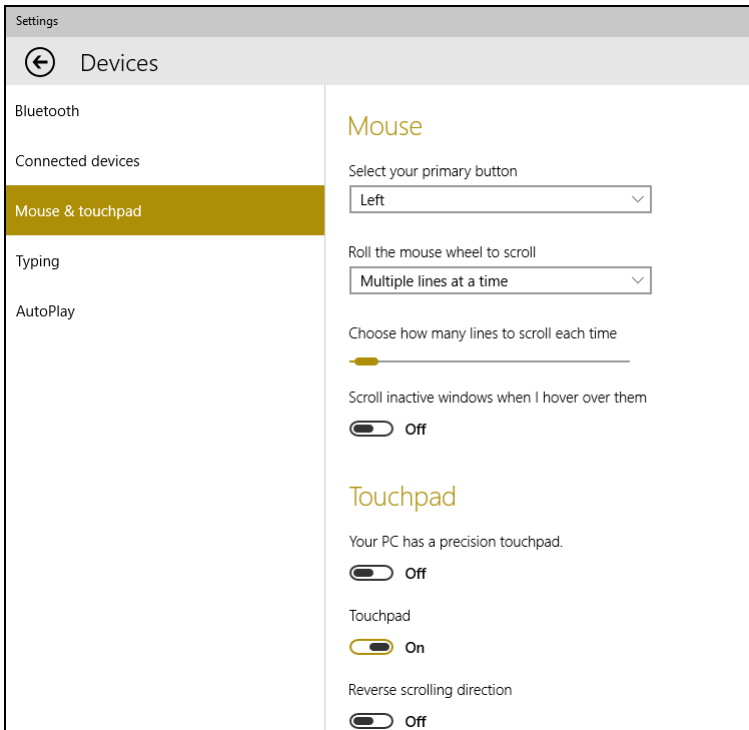 Settings
Devices
Bluetooth
Connected devices
Mouse & touchpad
Typing
AutoPlay
Mouse
Select your primary button
Left
Roll the mouse wheel to scroll
Multiple lines at a time
Choose how many lines to scroll each time
Scroll inactive windows when I hover over them
Off
Touchpad
Your PC has a precision touchpad.
Off
Touchpad
On
Reverse scrolling direction
Off